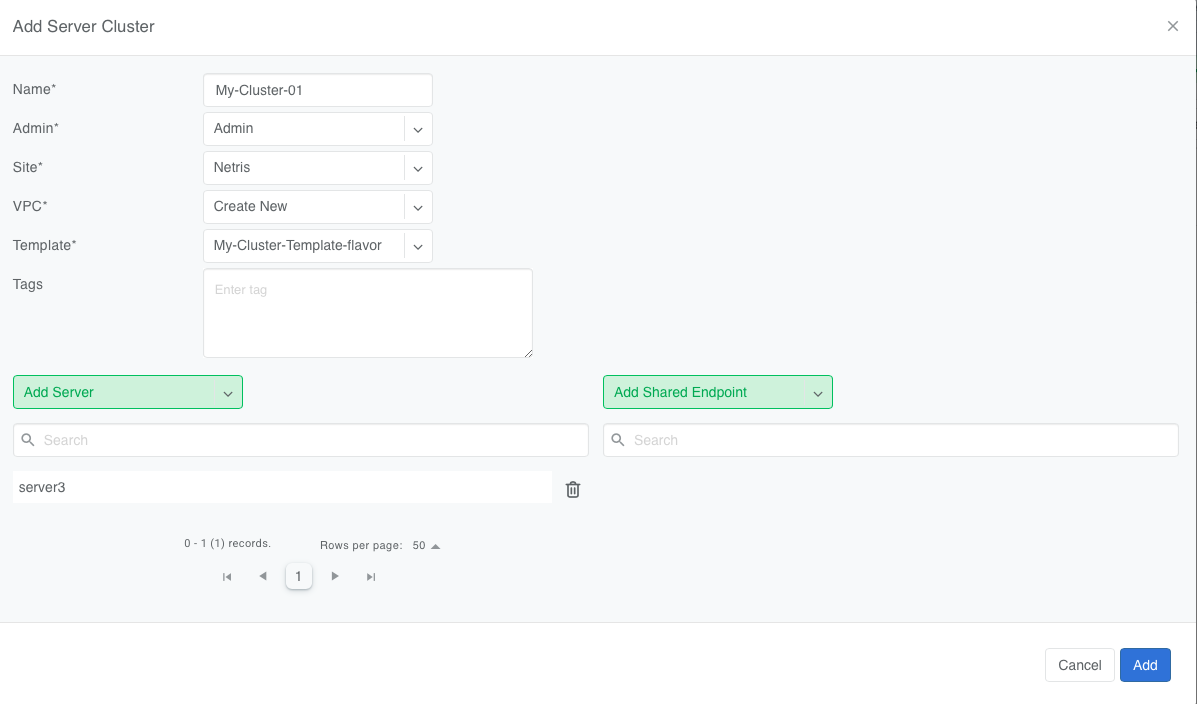 Add Server Cluster
Name*
My-Cluster-01
Admin*
Admin
Site*
Netris
VPC*
Create New
Template*
My-Cluster-Template-flavor
Tags
Enter tag
Add Server
Add Shared Endpoint
Search
Search
server3
0 - 1 (1) records.
Rows per page: 50
1
Cancel
Add